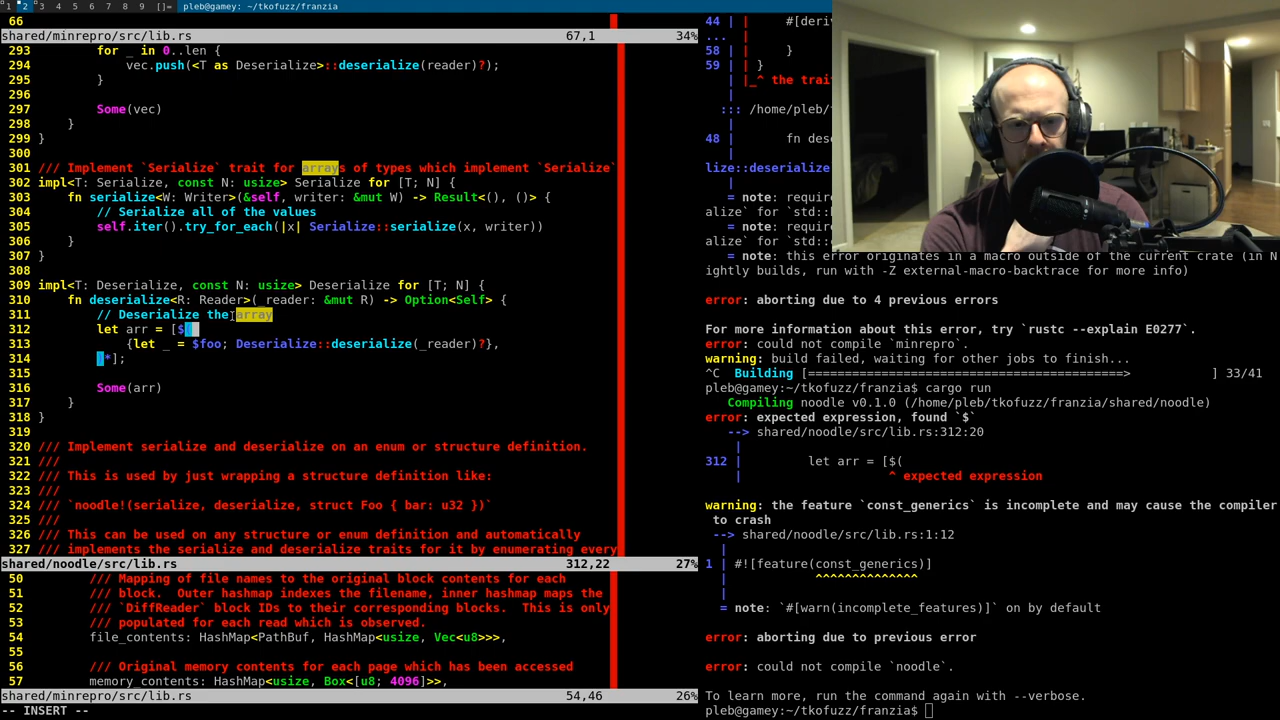 1 2 3 4 5 6 7 8 9 []= pleb@gamey: ~/tkofuzz/franzia
66
shared/minrepro/src/lib.rs 67,1 34%
293 for _ in 0..len {
294 vec.push(<T as Deserialize>::deserialize(reader)?);
295 }
296
297 Some(vec)
298 }
299 }
300
301 /// Implement `Serialize` trait for arrays of types which implement `Serialize`
302 impl<T: Serialize, const N: usize> Serialize for [T; N] {
303 fn serialize<W: Writer>(&self, writer: &mut W) -> Result<(), ()> {
304 // Serialize all of the values
305 self.iter().try_for_each(|x| Serialize::serialize(x, writer))
306 }
307 }
308
309 impl<T: Deserialize, const N: usize> Deserialize for [T; N] {
310 fn deserialize<R: Reader>(_reader: &mut R) -> Option<Self> {
311 // Deserialize the array
312 let arr = [$(
313 {let _ = $foo; Deserialize::deserialize(_reader)?},
314 )*];
315
316 Some(arr)
317 }
318 }
319
320 /// Implement serialize and deserialize on an enum or structure definition.
321 ///
322 /// This is used by just wrapping a structure definition like:
323 ///
324 /// `noodle!(serialize, deserialize, struct Foo { bar: u32 })`
325 ///
326 /// This can be used on any structure or enum definition and automatically
327 /// implements the serialize and deserialize traits for it by enumerating every
shared/noodle/src/lib.rs 312,22 27%
50 /// Mapping of file names to the original block contents for each
51 /// block. Outer hashmap indexes the filename, inner hashmap maps the
52 /// `DiffReader` block IDs to their corresponding blocks. This is only
53 /// populated for each read which is observed.
54 file_contents: HashMap<PathBuf, HashMap<usize, Vec<u8>>>,
55
56 /// Original memory contents for each page which has been accessed
57 memory_contents: HashMap<usize, Box<[u8; 4096]>>,
shared/minrepro/src/lib.rs 54,46 26%
-- INSERT --
44 | | #[deriv
... |
58 | | }
59 | | }
| |_^ the trai
|
::: /home/pleb/
|
48 | fn des
|
lize::deserialize
|
= note: require
alize` for `std::
= note: require
alize` for `std::
= note: this error originates in a macro outside of the current crate (in N
ightly builds, run with -Z external-macro-backtrace for more info)
error: aborting due to 4 previous errors
For more information about this error, try `rustc --explain E0277`.
error: could not compile `minrepro`.
warning: build failed, waiting for other jobs to finish...
^C Building [===========================================> ] 33/41
pleb@gamey:~/tkofuzz/franzia$ cargo run
Compiling noodle v0.1.0 (/home/pleb/tkofuzz/franzia/shared/noodle)
error: expected expression, found `$`
--> shared/noodle/src/lib.rs:312:20
|
312 | let arr = [$(
| ^ expected expression
warning: the feature `const_generics` is incomplete and may cause the compiler
to crash
--> shared/noodle/src/lib.rs:1:12
|
1 | #![feature(const_generics)]
| ^^^^^^^^^^^^^^
|
= note: `#[warn(incomplete_features)]` on by default
error: aborting due to previous error
error: could not compile `noodle`.
To learn more, run the command again with --verbose.
pleb@gamey:~/tkofuzz/franzia$